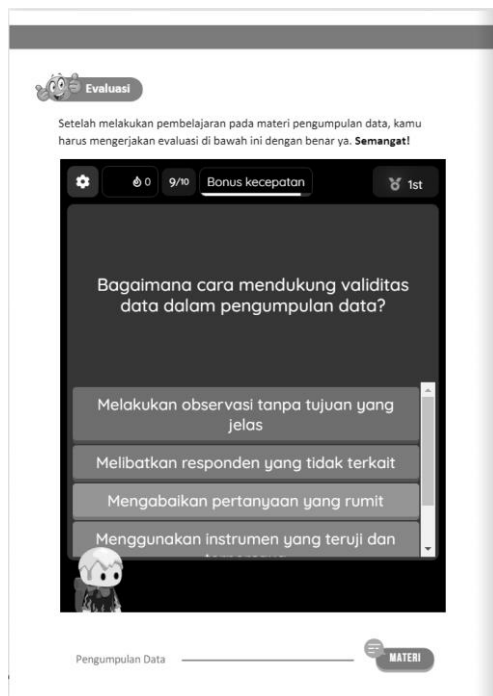 Evaluasi
Setelah melakukan pembelajaran pada materi pengumpulan data, kamu
harus mengerjakan evaluasi di bawah ini dengan benar ya. Semangat!
0 9/10 Bonus kecepatan 1st
Bagaimana cara mendukung validitas
data dalam pengumpulan data?
Melakukan observasi tanpa tujuan yang
jelas
Melibatkan responden yang tidak terkait
Mengabaikan pertanyaan yang rumit
Menggunakan instrumen yang teruji dan
Pengumpulan Data
MATERI